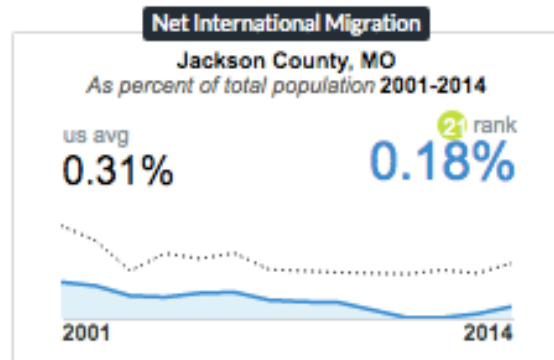 Net International Migration
Jackson County, MO
As percent of total population 2001-2014
us avg
21 rank
0.31%
0.18%
2001
2014